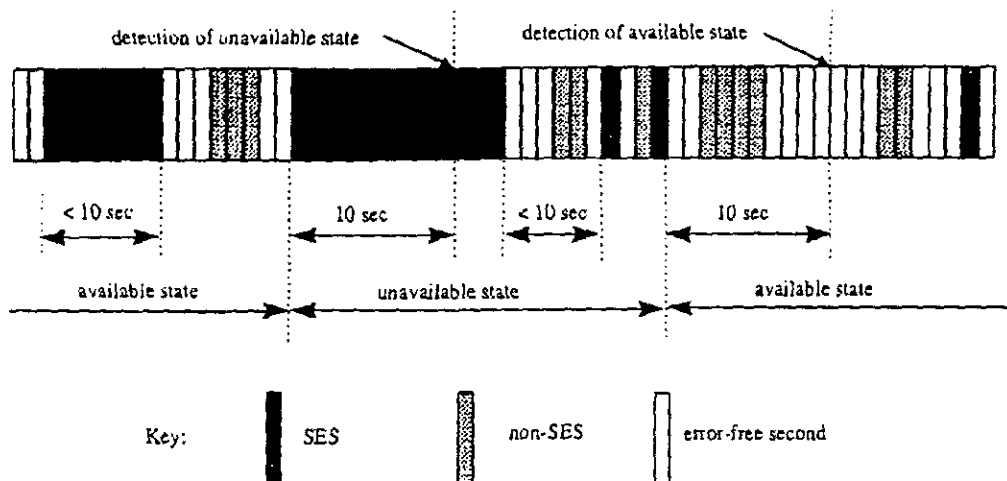 detection of unavailable state
detection of available state
< 10 sec
10 sec
< 10 sec
10 sec
available state
unavailable state
available state
Key:
SES
non-SES
error-free second